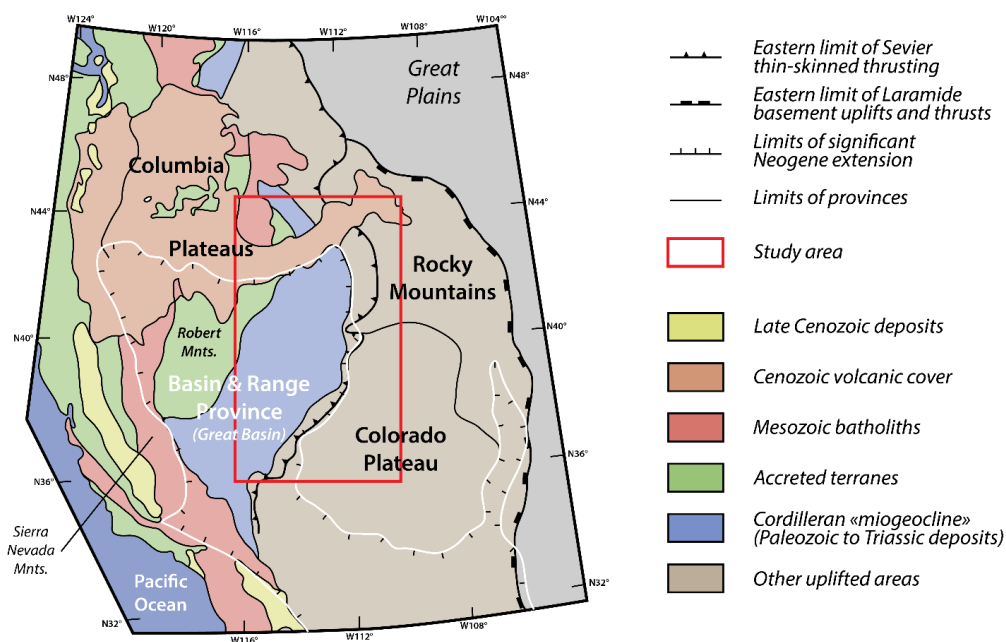 W124°
W120°
W116°
W112°
W108°
W104°°
N48°
N48°
Great
Plains
Columbia
N44°
N44°
Plateaus
Rocky
Mountains
Robert
Mnts.
N40°
N40°
Basin & Range
Province
(Great Basin)
Colorado
Plateau
N36°
N36°
Sierra
Nevada
Mnts.
Pacific
Ocean
N32°
N32°
W116°
W112°
W108°
Eastern limit of Sevier
thin-skinned thrusting
Eastern limit of Laramide
basement uplifts and thrusts
Limits of significant
Neogene extension
Limits of provinces
Study area
Late Cenozoic deposits
Cenozoic volcanic cover
Mesozoic batholiths
Accreted terranes
Cordilleran «miogeocline»
(Paleozoic to Triassic deposits)
Other uplifted areas